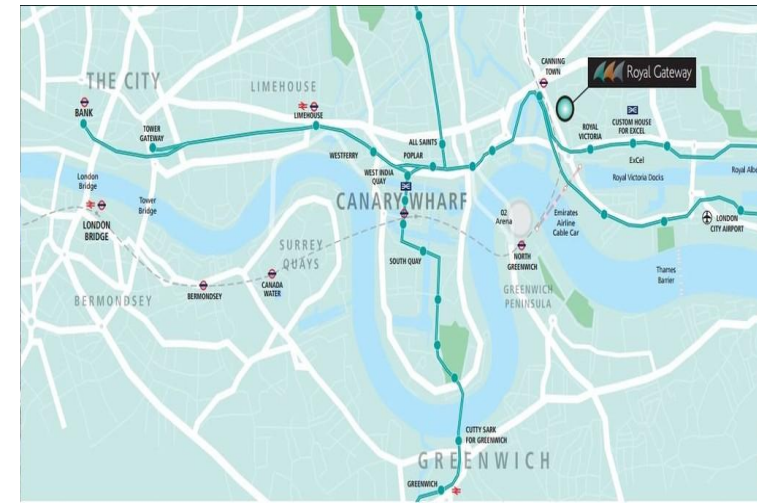 THE CITY
BANK
TOWER
GATEWAY
LIMEHOUSE
LIMEHOUSE
WESTFERRY
ALL SAINTS
POPLAR
WEST INDIA
QUAY
CANARY WHARF
CANNING
TOWN
Royal Gateway
ROYAL
VICTORIA
CUSTOM HOUSE
FOR EXCEL
ExCel
Royal Victoria Docks
Royal Albe
London
Bridge
LONDON
BRIDGE
Tower
Bridge
SURREY
QUAYS
BERMONDSEY
BERMONDSEY
CANADA
WATER
SOUTH QUAY
O2
Arena
Emirates
Airline
Cable Car
NORTH
GREENWICH
GREENWICH
PENINSULA
LONDON
CITY AIRPORT
Thames
Barrier
CUTTY SARK
FOR GREENWICH
GREENWICH
GREENWICH